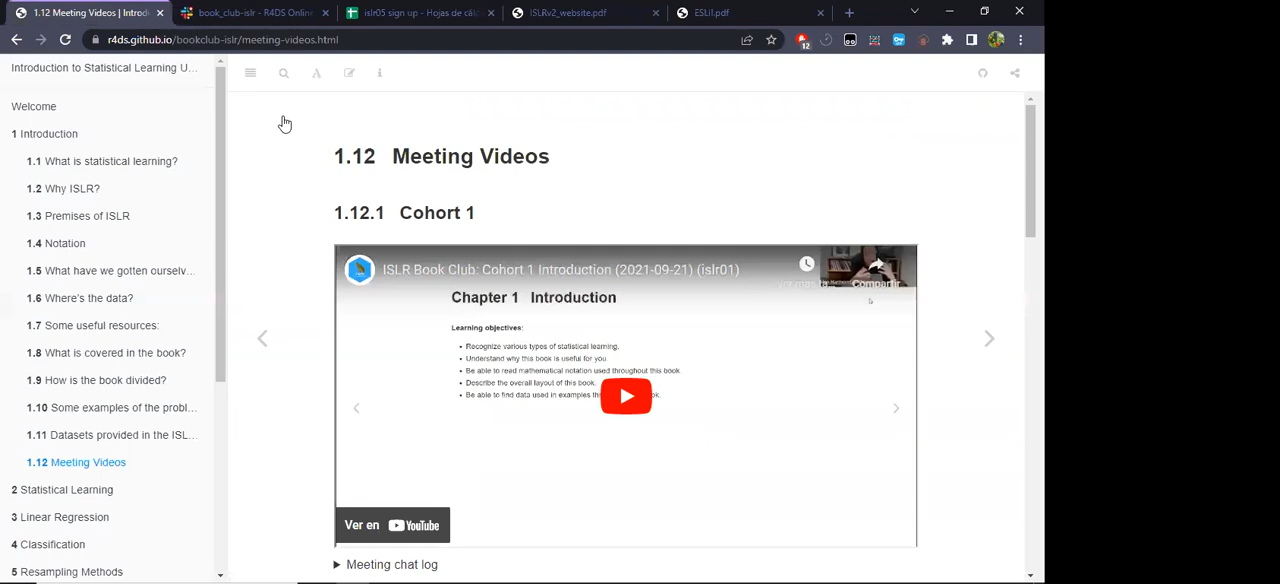 1.12 Meeting Videos | Introd
book_club-islr - R4DS Online
islr05 sign up - Hojas de cál
ISLRv2_website.pdf
ESLII.pdf
r4ds.github.io/bookclub-islr/meeting-videos.html
12
Introduction to Statistical Learning U...
Welcome
1 Introduction
1.1 What is statistical learning?
1.2 Why ISLR?
1.3 Premises of ISLR
1.4 Notation
1.5 What have we gotten ourselv...
1.6 Where's the data?
1.7 Some useful resources:
1.8 What is covered in the book?
1.9 How is the book divided?
1.10 Some examples of the probl...
1.11 Datasets provided in the ISL...
1.12 Meeting Videos
2 Statistical Learning
3 Linear Regression
4 Classification
5 Resampling Methods
1.12 Meeting Videos
1.12.1 Cohort 1
ISLR Book Club: Cohort 1 Introduction (2021-09-21) (islr01)
Compartir
Chapter 1 Introduction
Learning objectives:
• Recognize various types of statistical learning.
• Understand why this book is useful for you
• Be able to read mathematical notation used throughout this book.
• Describe the overall layout of this book.
• Be able to find data used in examples
Ver en YouTube
Meeting chat log